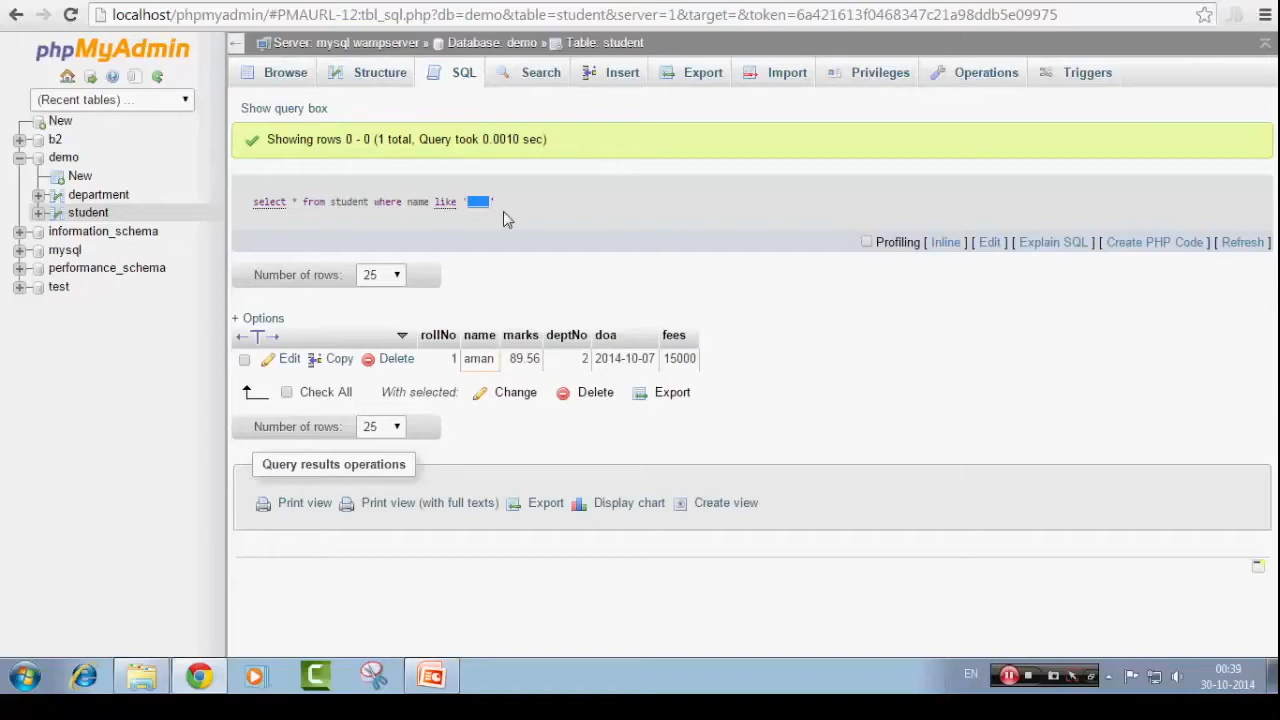 localhost/phpmyadmin/#PMAURL-12:tbl_sql.php?db=demo&table=student&server=1&target=&token=6a421613f0468347c21a98ddb5e09975
phpMyAdmin
(Recent tables) ...
New
b2
demo
New
department
student
information_schema
mysql
performance_schema
test
Server: mysql wampserver » Database: demo » Table: student
Browse Structure SQL Search Insert Export Import Privileges Operations Triggers
Show query box
Showing rows 0 - 0 (1 total, Query took 0.0010 sec)
select * from student where name like '____'
Profiling [ Inline ] [ Edit ] [ Explain SQL ] [ Create PHP Code ] [ Refresh ]
Number of rows: 25
+ Options
←T→ rollNo name marks deptNo doa fees
Edit Copy Delete 1 aman 89.56 2 2014-10-07 15000
Check All With selected: Change Delete Export
Number of rows: 25
Query results operations
Print view Print view (with full texts) Export Display chart Create view
EN
00:39
30-10-2014